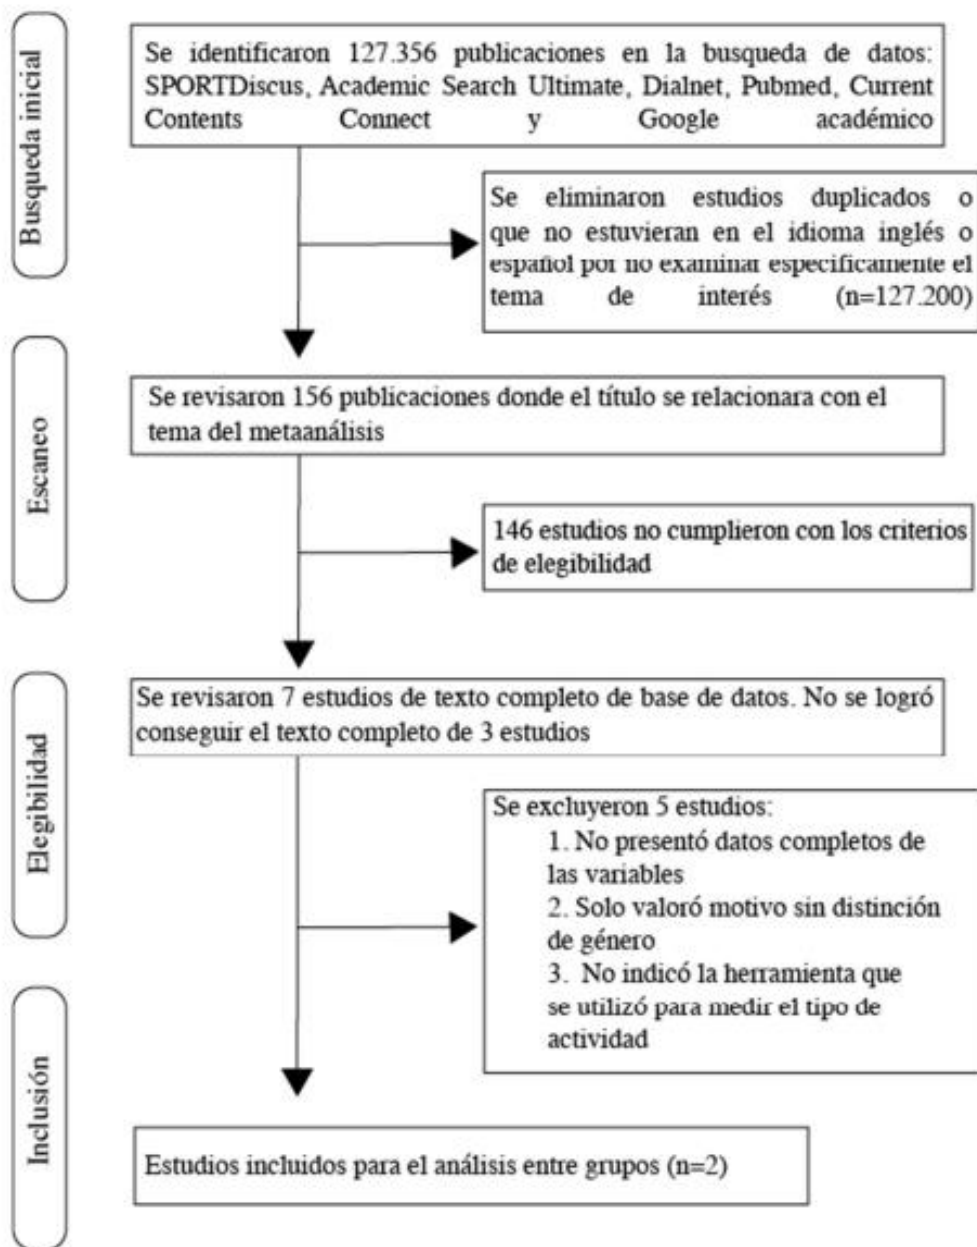 Busqueda inicial
Se identificaron 127.356 publicaciones en la busqueda de datos:
SPORTDiscus, Academic Search Ultimate, Dialnet, Pubmed, Current
Contents Connect y Google académico
Se eliminaron estudios duplicados o
que no estuvieran en el idioma inglés o
español por no examinar especificamente el
tema de interés (n=127.200)
Escaneo
Se revisaron 156 publicaciones donde el título se relacionara con el
tema del metaanálisis
146 estudios no cumplieron con los criterios
de elegibilidad
Elegibilidad
Se revisaron 7 estudios de texto completo de base de datos. No se logró
conseguir el texto completo de 3 estudios
Se excluyeron 5 estudios:
1. No presentó datos completos de
las variables
2. Solo valoró motivo sin distinción
de género
3. No indicó la herramienta que
se utilizó para medir el tipo de
actividad
Inclusión
Estudios incluidos para el análisis entre grupos (n=2)